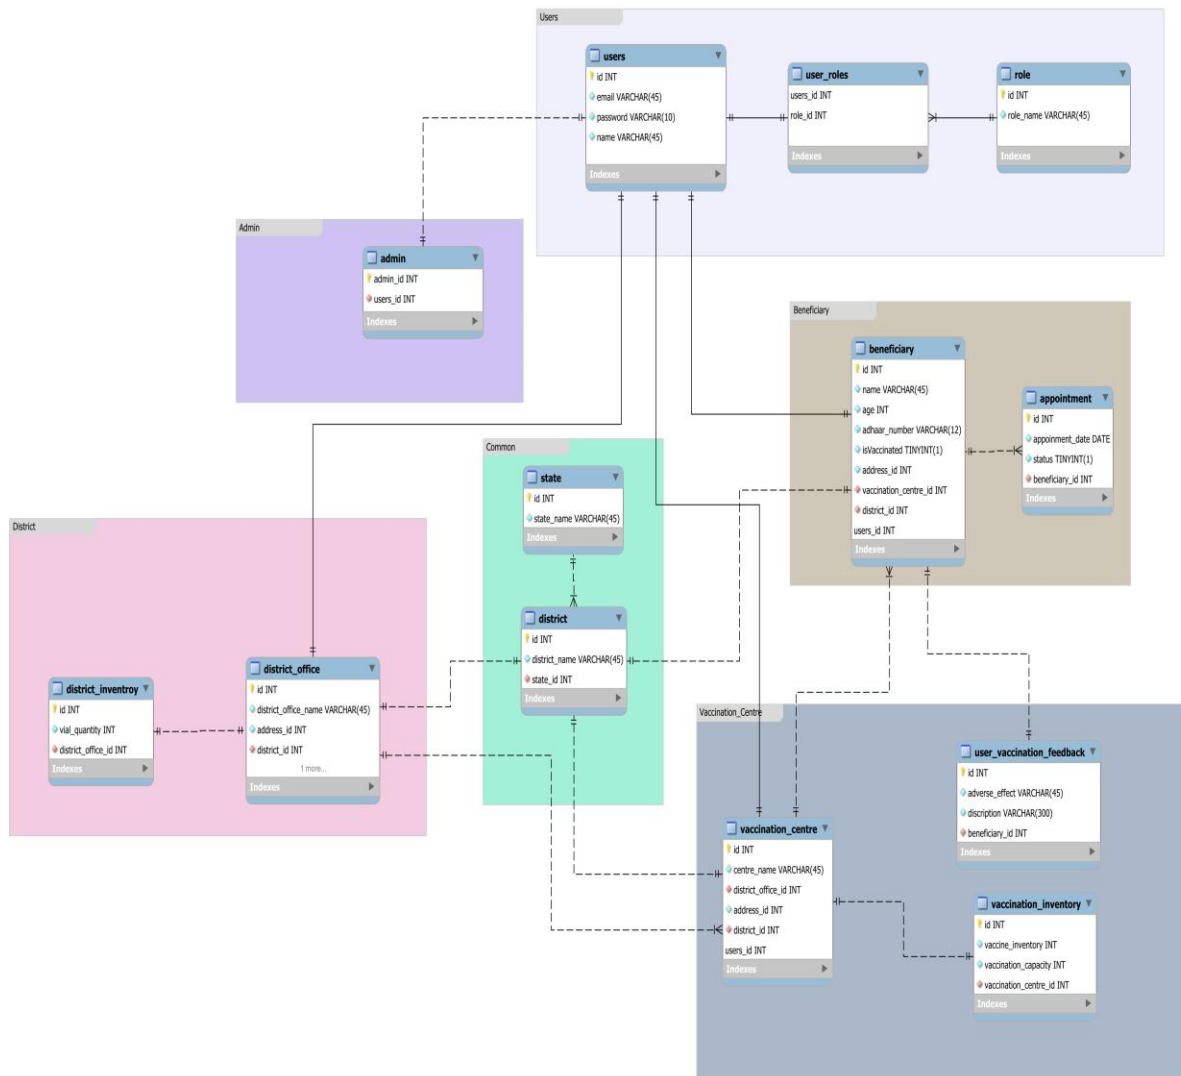 Users
users
id INT
email VARCHAR(45)
password VARCHAR(10)
name VARCHAR(45)
Indexes
user_roles
users_id INT
role_id INT
Indexes
role
id INT
role_name VARCHAR(45)
Indexes
Admin
admin
admin_id INT
users_id INT
Indexes
Beneficiary
beneficiary
id INT
name VARCHAR(45)
age INT
adhaar_number VARCHAR(12)
isVaccinated TINYINT(1)
address_id INT
vaccination_centre_id INT
district_id INT
users_id INT
Indexes
appointment
id INT
appoinment_date DATE
status TINYINT(1)
beneficiary_id INT
Indexes
Common
state
id INT
state_name VARCHAR(45)
Indexes
district
id INT
district_name VARCHAR(45)
state_id INT
Indexes
District
district_inventroy
id INT
vial_quantity INT
district_office_id INT
Indexes
district_office
id INT
district_office_name VARCHAR(45)
address_id INT
district_id INT
1 more...
Indexes
Vaccination_Centre
user_vaccination_feedback
id INT
adverse_effect VARCHAR(45)
discription VARCHAR(300)
beneficiary_id INT
Indexes
vaccination_centre
id INT
centre_name VARCHAR(45)
district_office_id INT
address_id INT
district_id INT
users_id INT
Indexes
vaccination_inventory
id INT
vaccine_inventory INT
vaccination_capacity INT
vaccination_centre_id INT
Indexes